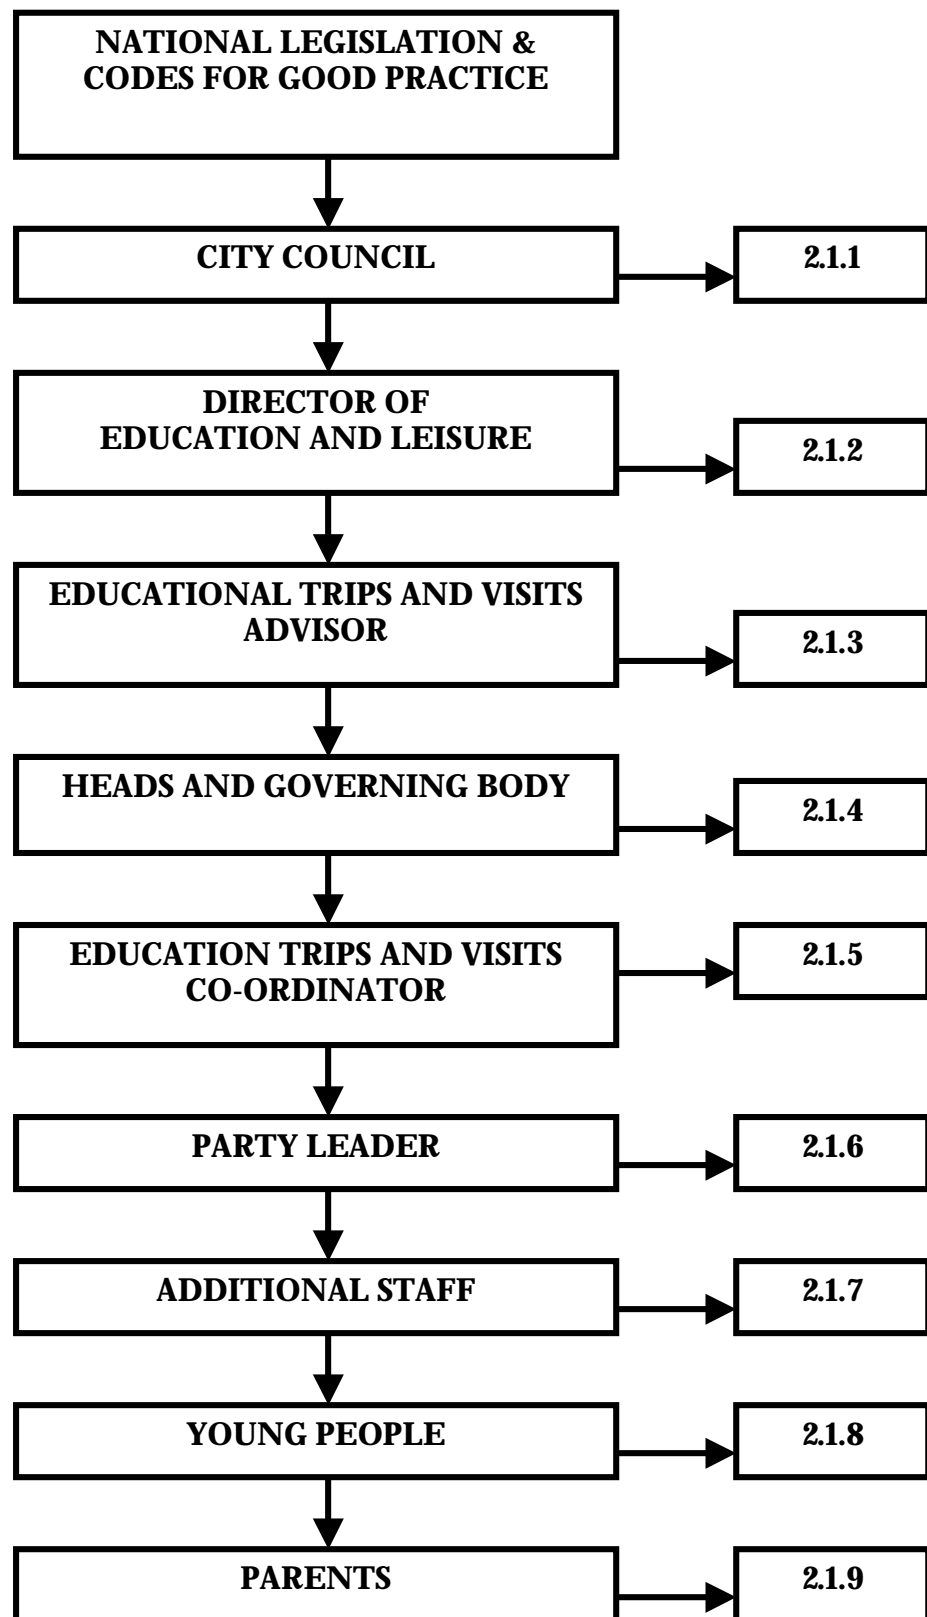 NATIONAL LEGISLATION &
CODES FOR GOOD PRACTICE
CITY COUNCIL
2.1.1
DIRECTOR OF
EDUCATION AND LEISURE
2.1.2
EDUCATIONAL TRIPS AND VISITS
ADVISOR
2.1.3
HEADS AND GOVERNING BODY
2.1.4
EDUCATION TRIPS AND VISITS
CO-ORDINATOR
2.1.5
PARTY LEADER
2.1.6
ADDITIONAL STAFF
2.1.7
YOUNG PEOPLE
2.1.8
PARENTS
2.1.9